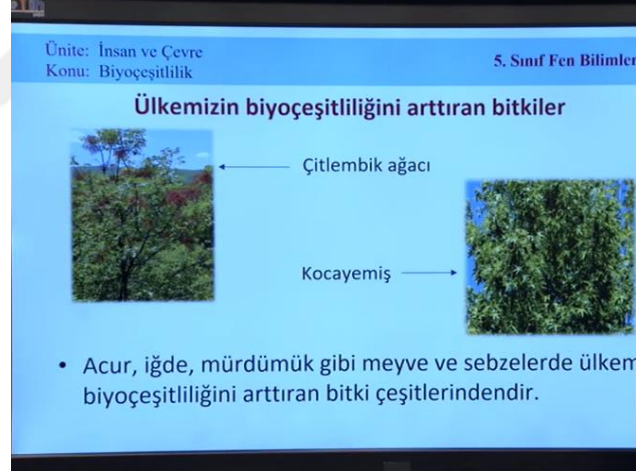 Ünite: İnsan ve Çevre
Konu: Biyoçeşitlilik
5. Sınıf Fen Bilimler
Ülkemizin biyoçeşitliliğini arttıran bitkiler
Çitlembik ağacı
Kocayemiş
• Acur, iğde, mürdümük gibi meyve ve sebzelerde ülkem
biyoçeşitliliğini arttıran bitki çeşitlerindendir.